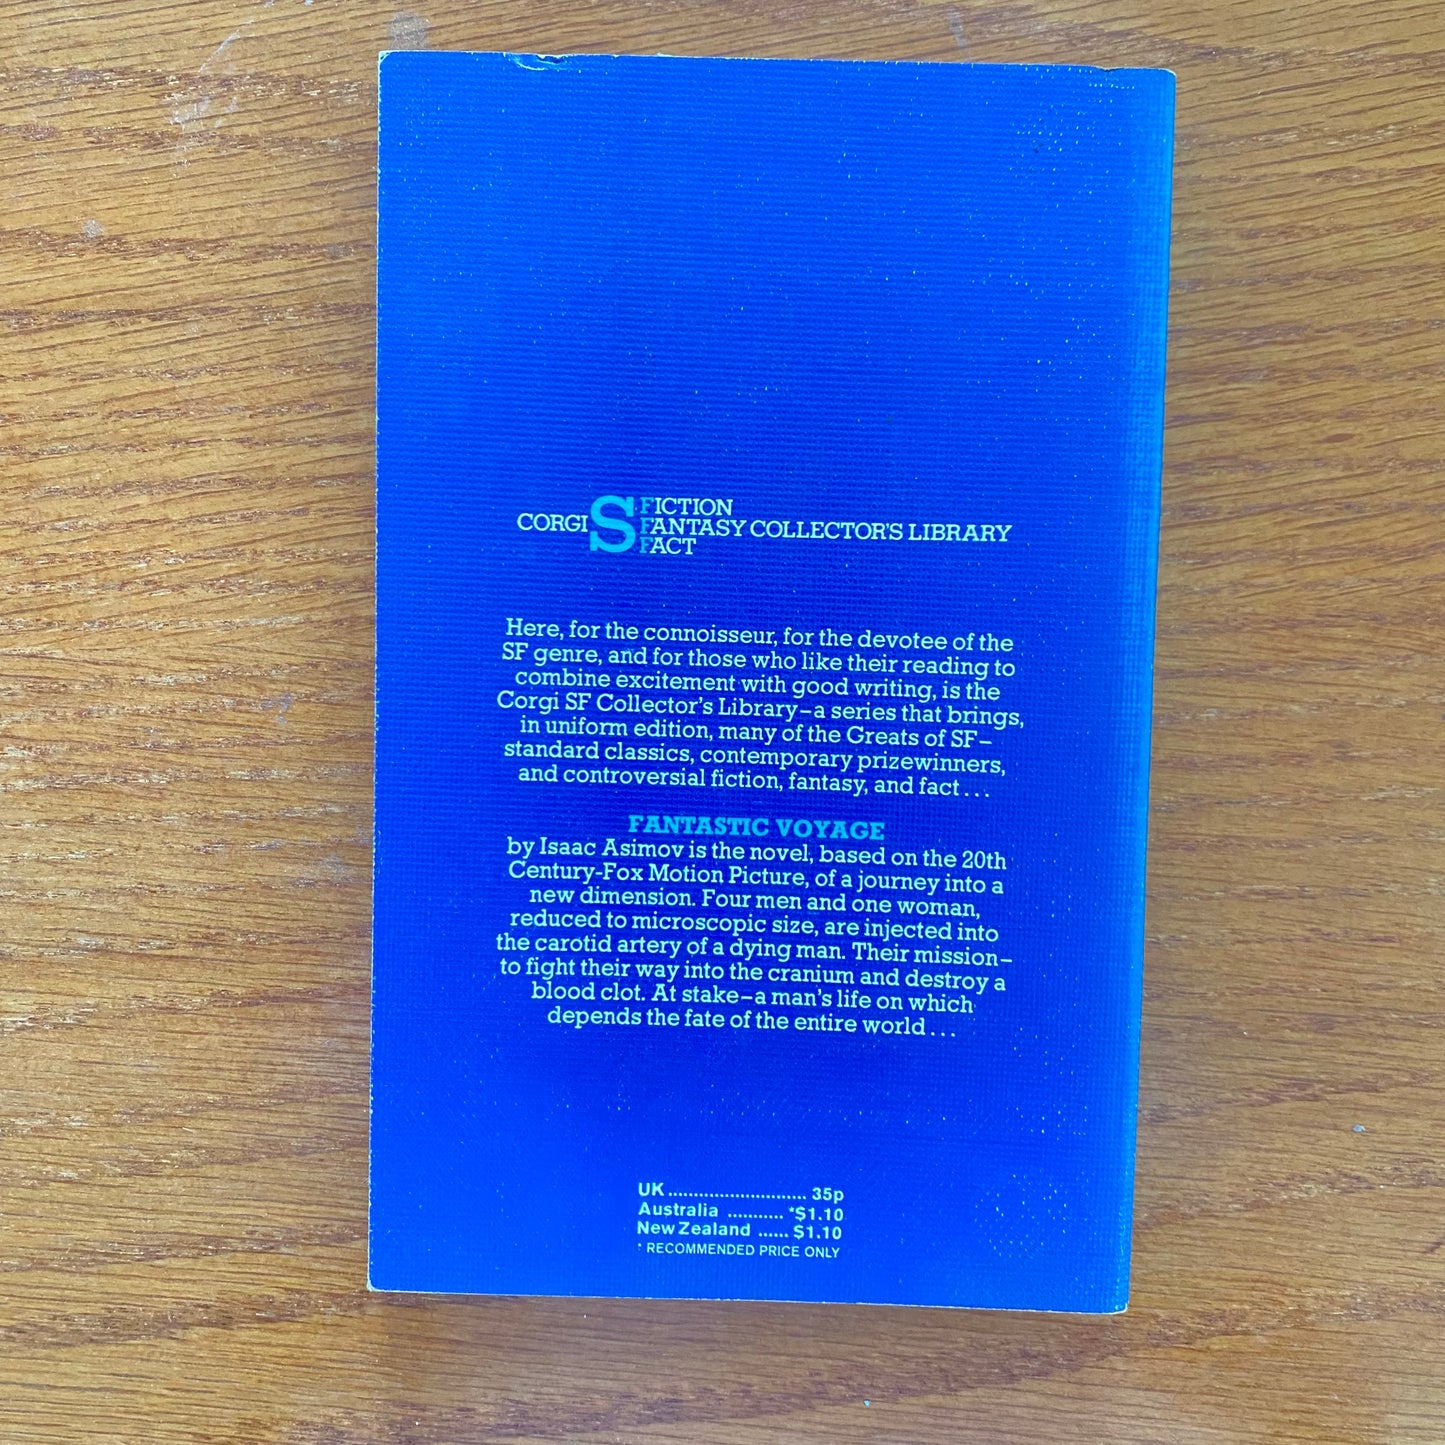 FICTION
CORGI SF FANTASY COLLECTOR'S LIBRARY
FACT
Here, for the connoisseur, for the devotee of the
SF genre, and for those who like their reading to
combine excitement with good writing, is the
Corgi SF Collector's Library–a series that brings,
in uniform edition, many of the Greats of SF–
standard classics, contemporary prizewinners,
and controversial fiction, fantasy, and fact...
FANTASTIC VOYAGE
by Isaac Asimov is the novel, based on the 20th
Century-Fox Motion Picture, of a journey into a
new dimension. Four men and one woman,
reduced to microscopic size, are injected into
the carotid artery of a dying man. Their mission–
to fight their way into the cranium and destroy a
blood clot. At stake–a man's life on which
depends the fate of the entire world...
UK ........................... 35p
Australia ........... *$1.10
New Zealand ...... $1.10
* RECOMMENDED PRICE ONLY